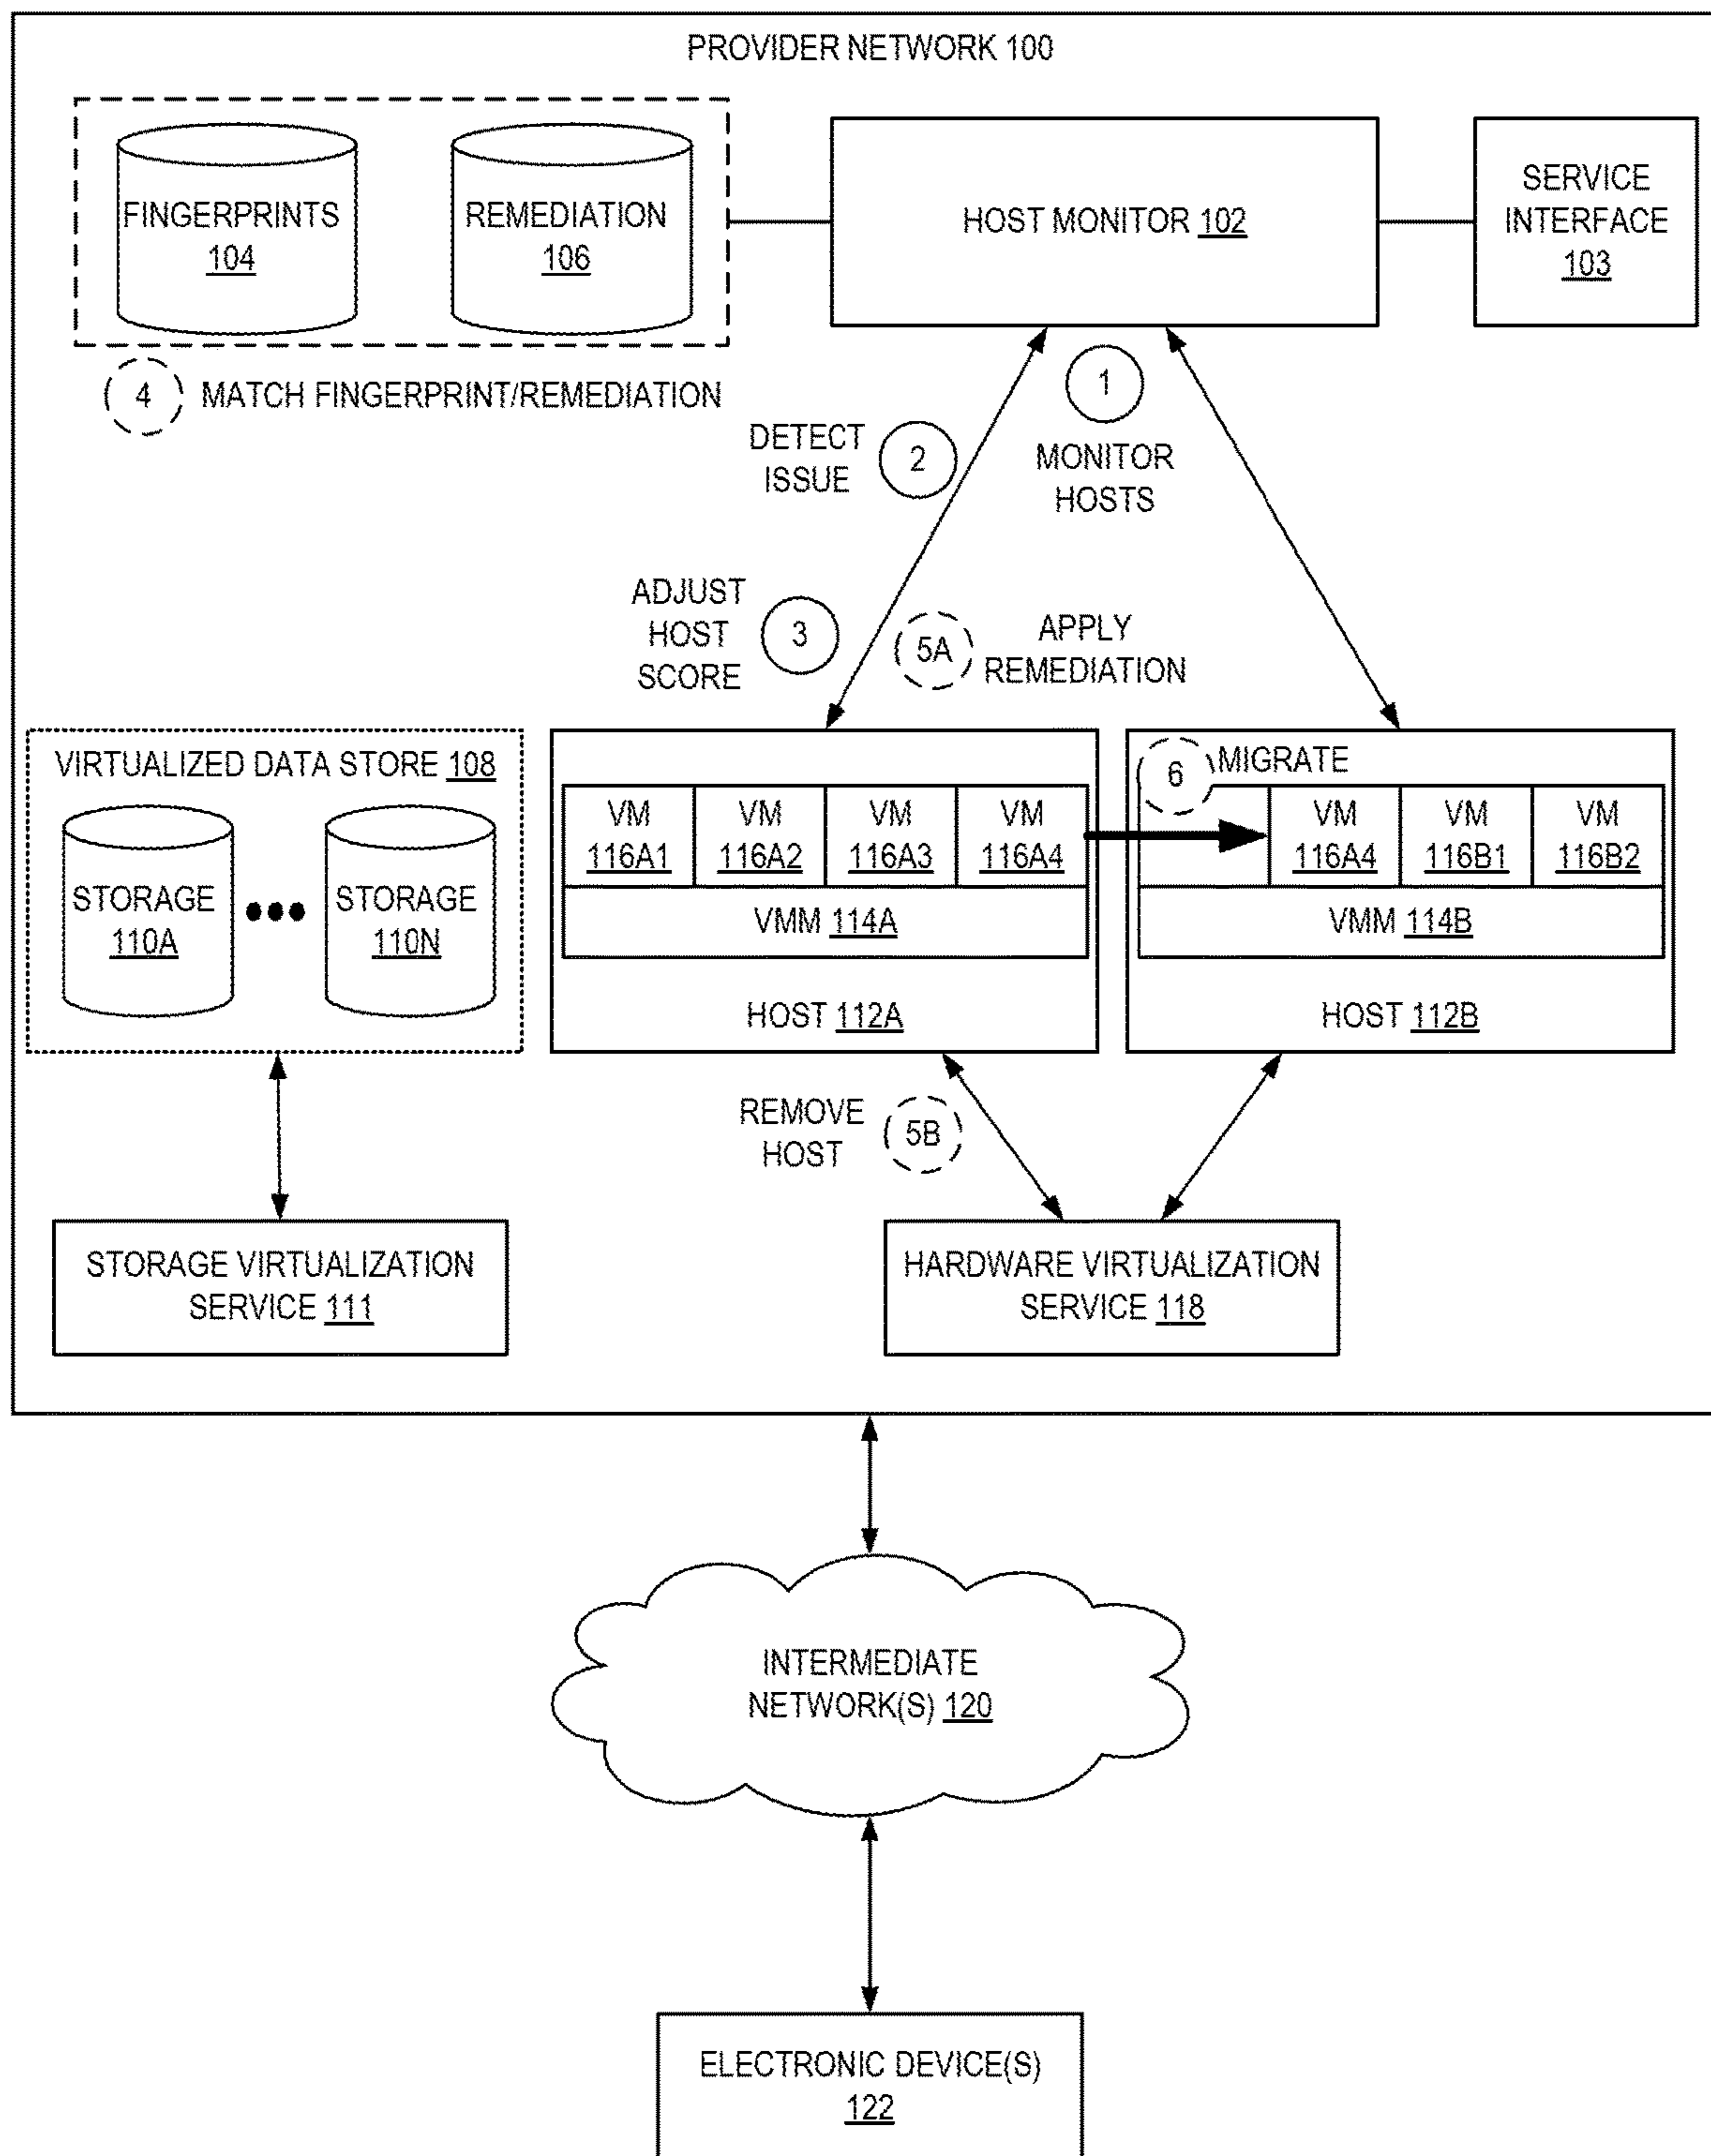 PROVIDER NETWORK 100
FINGERPRINTS
104
REMEDIATION
106
HOST MONITOR 102
SERVICE
INTERFACE
103
4 MATCH FINGERPRINT/REMEDIATION
1
MONITOR
HOSTS
DETECT
ISSUE
2
ADJUST
HOST
SCORE
3
5A
APPLY
REMEDIATION
VIRTUALIZED DATA STORE 108
STORAGE
110A
STORAGE
110N
VM
116A1
VM
116A2
VM
116A3
VM
116A4
VMM 114A
HOST 112A
6 MIGRATE
VM
116A4
VM
116B1
VM
116B2
VMM 114B
HOST 112B
REMOVE
HOST
5B
STORAGE VIRTUALIZATION
SERVICE 111
HARDWARE VIRTUALIZATION
SERVICE 118
INTERMEDIATE
NETWORK(S) 120
ELECTRONIC DEVICE(S)
122